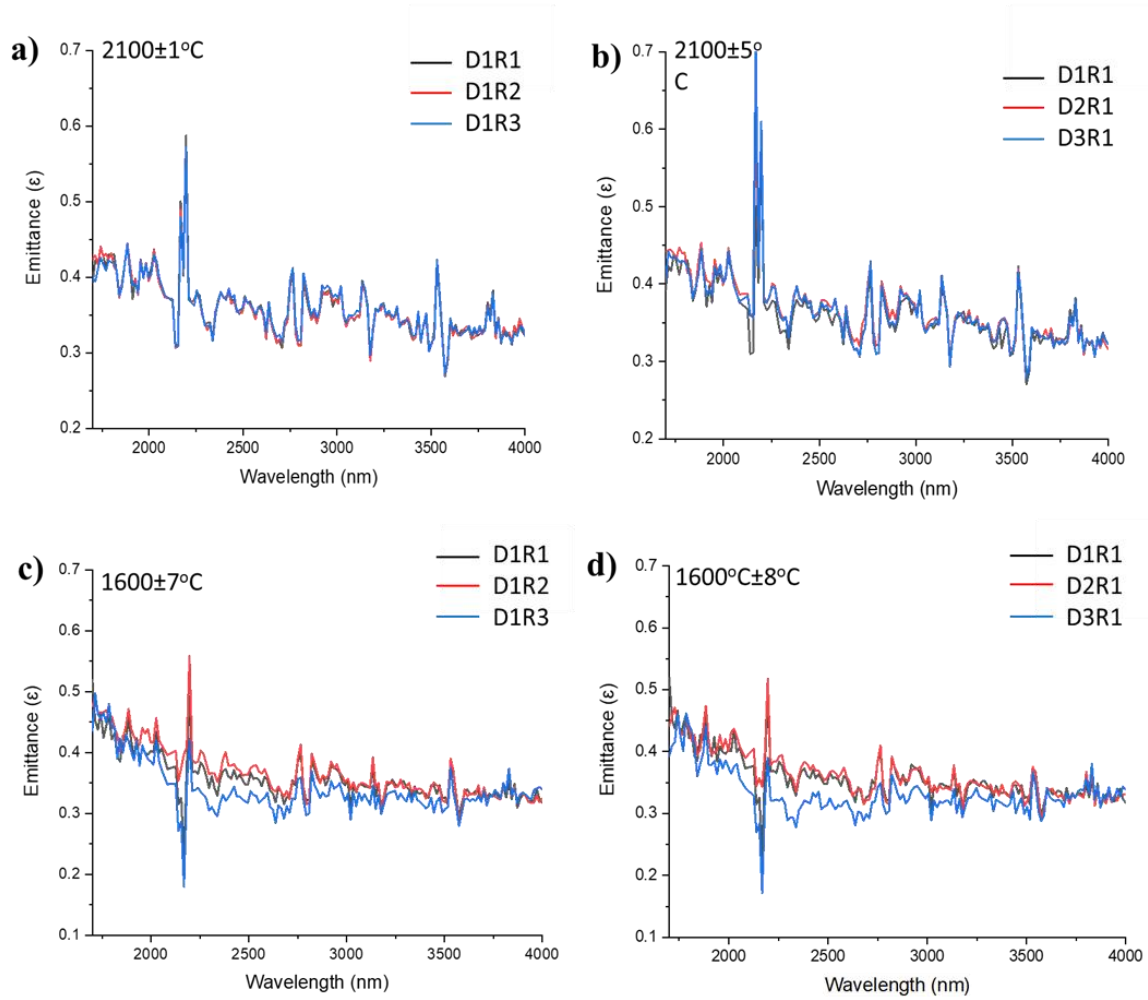 a)
2100±1°C
D1R1
D1R2
D1R3
0.7
0.6
0.5
0.4
0.3
0.2
Emittance (ε)
2000 2500 3000 3500 4000
Wavelength (nm)
b)
2100±5°
C
D1R1
D2R1
D3R1
0.7
0.6
0.5
0.4
0.3
0.2
Emittance (ε)
2000 2500 3000 3500 4000
Wavelength (nm)
c)
1600±7°C
D1R1
D1R2
D1R3
0.7
0.6
0.5
0.4
0.3
0.2
0.1
Emittance (ε)
2000 2500 3000 3500 4000
Wavelength (nm)
d)
1600°C±8°C
D1R1
D2R1
D3R1
0.7
0.6
0.5
0.4
0.3
0.2
0.1
Emittance (ε)
2000 2500 3000 3500 4000
Wavelength (nm)